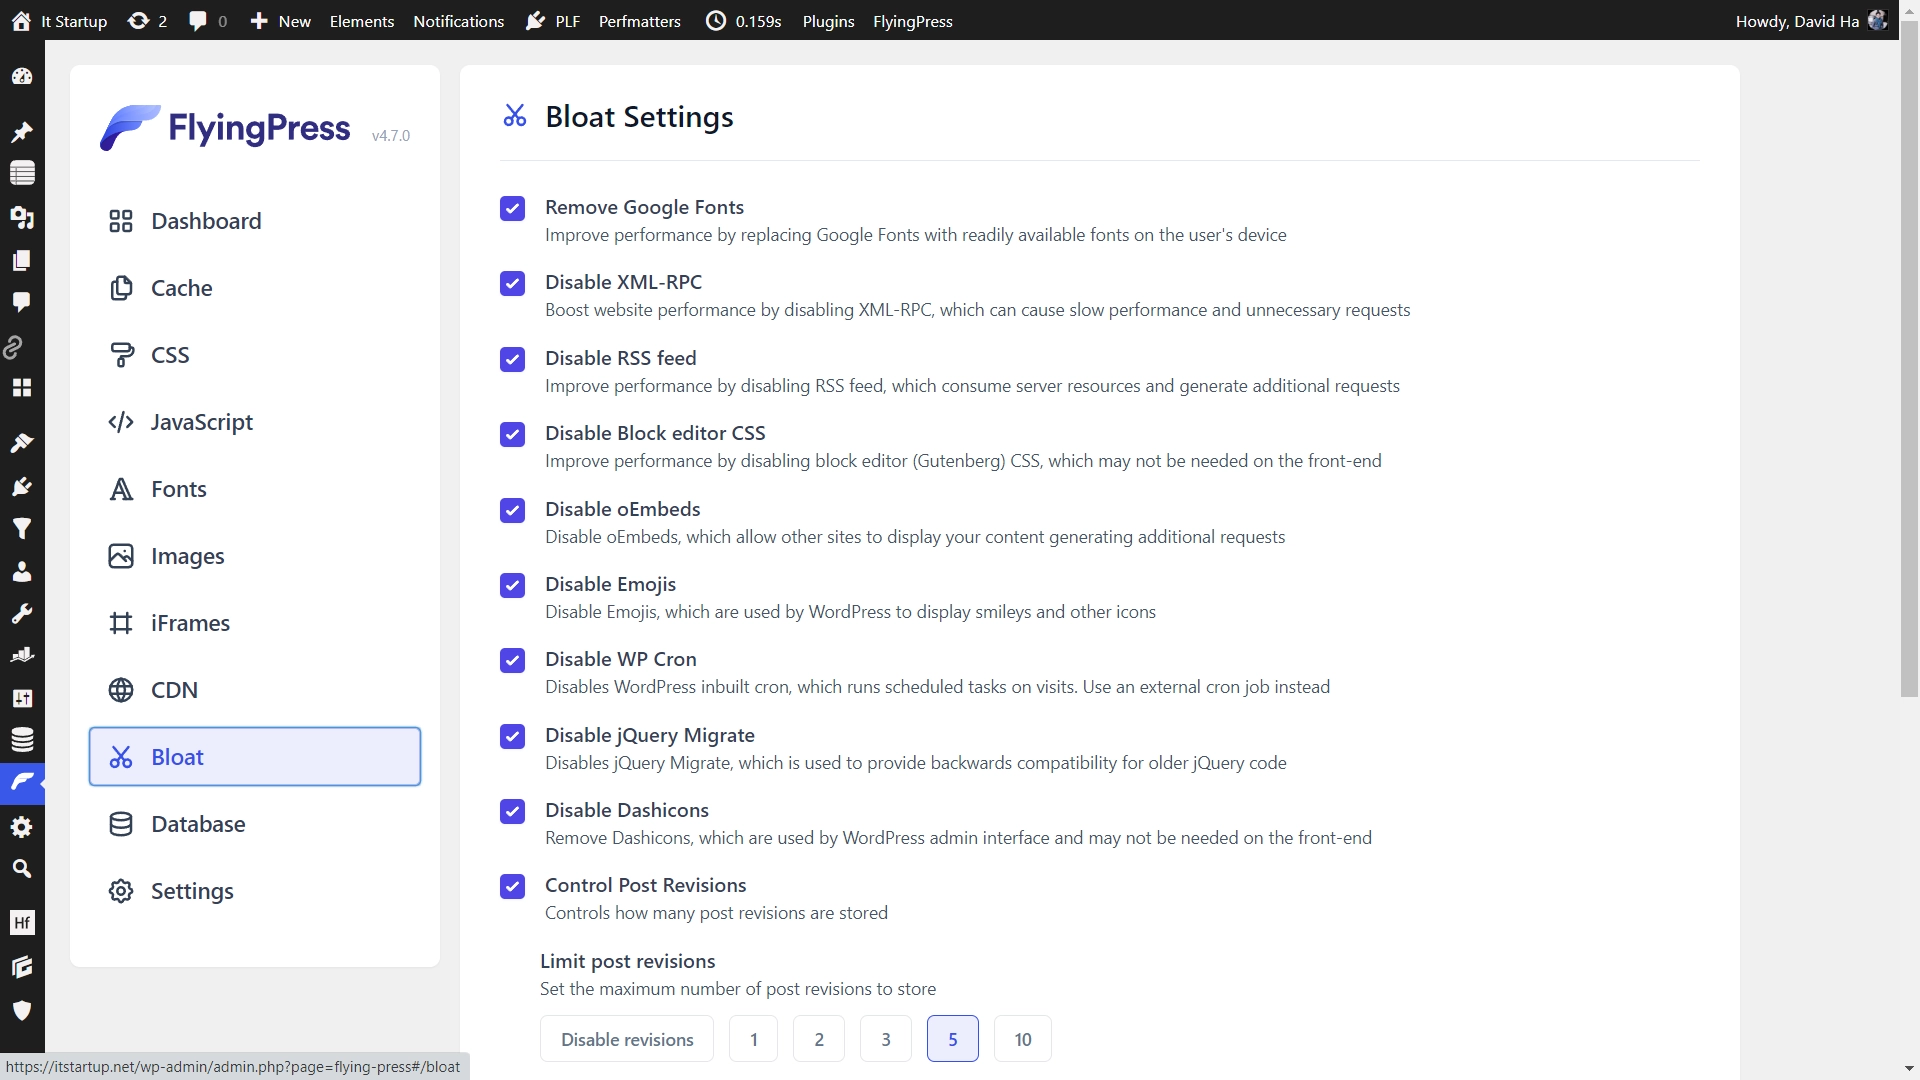 It Startup 2 0 New Elements Notifications PLF Perfmatters 0.159s Plugins FlyingPress Howdy, David Ha
FlyingPress v4.7.0
Dashboard
Cache
CSS
JavaScript
Fonts
Images
iFrames
CDN
Bloat
Database
Settings
Hf
Bloat Settings
Remove Google Fonts
Improve performance by replacing Google Fonts with readily available fonts on the user's device
Disable XML-RPC
Boost website performance by disabling XML-RPC, which can cause slow performance and unnecessary requests
Disable RSS feed
Improve performance by disabling RSS feed, which consume server resources and generate additional requests
Disable Block editor CSS
Improve performance by disabling block editor (Gutenberg) CSS, which may not be needed on the front-end
Disable oEmbeds
Disable oEmbeds, which allow other sites to display your content generating additional requests
Disable Emojis
Disable Emojis, which are used by WordPress to display smileys and other icons
Disable WP Cron
Disables WordPress inbuilt cron, which runs scheduled tasks on visits. Use an external cron job instead
Disable jQuery Migrate
Disables jQuery Migrate, which is used to provide backwards compatibility for older jQuery code
Disable Dashicons
Remove Dashicons, which are used by WordPress admin interface and may not be needed on the front-end
Control Post Revisions
Controls how many post revisions are stored
Limit post revisions
Set the maximum number of post revisions to store
Disable revisions 1 2 3 5 10
https://itstartup.net/wp-admin/admin.php?page=flying-press#/bloat